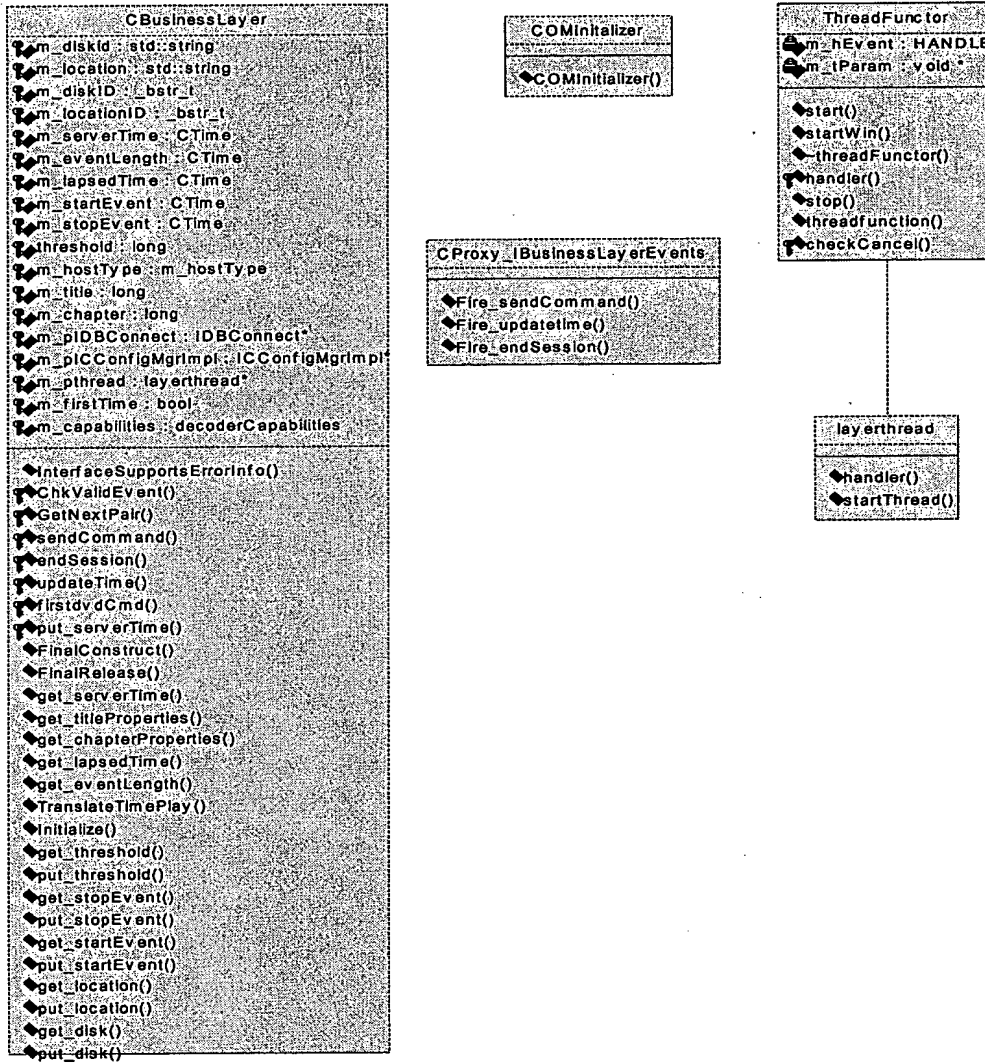 CBusinessLayer
m_diskid : std::string
m_location : std::string
m_diskID : _bstr_t
m_locationID : _bstr_t
m_serverTime : CTime
m_eventLength : CTime
m_lapsedTime : CTime
m_startEvent : CTime
m_stopEvent : CTime
threshold : long
m_hostType : m_hostType
m_title : long
m_chapter : long
m_pIDBConnect : IDBConnect*
m_pICConfigMgrImpl : ICConfigMgrImpl*
m_pthread : layerthread*
m_firstTime : bool
m_capabilities : decoderCapabilities
InterfaceSupportsErrorInfo()
ChkValidEvent()
GetNextPair()
sendCommand()
endSession()
updateTime()
firstdvdCmd()
put_serverTime()
FinalConstruct()
FinalRelease()
get_serverTime()
get_titleProperties()
get_chapterProperties()
get_lapsedTime()
get_eventLength()
TranslateTimePlay()
Initialize()
get_threshold()
put_threshold()
get_stopEvent()
put_stopEvent()
get_startEvent()
put_startEvent()
get_location()
put_location()
get_disk()
put_disk()
COMInitalizer
COMInitializer()
CProxy_IBusinessLayerEvents
Fire_sendCommand()
Fire_updatetime()
Fire_endSession()
ThreadFunctor
m_hEvent : HANDLE
m_tParam : void *
start()
startWin()
~threadFunctor()
handler()
stop()
threadfunction()
checkCancel()
layerthread
handler()
startThread()